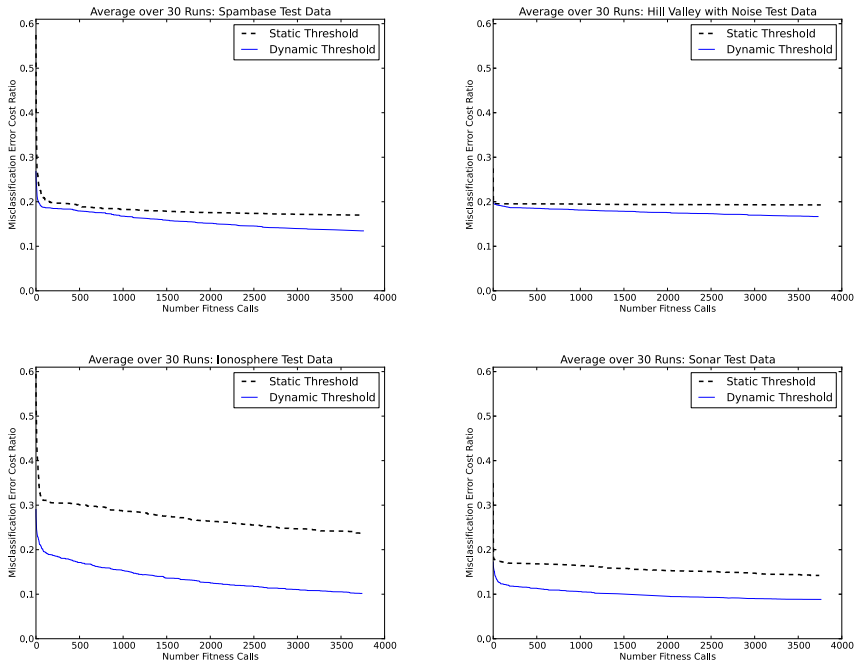 Average over 30 Runs: Spambase Test Data
Misclassification Error Cost Ratio
0.6
0.5
0.4
0.3
0.2
0.1
0.0
Static Threshold
Dynamic Threshold
0 500 1000 1500 2000 2500 3000 3500 4000
Number Fitness Calls
Average over 30 Runs: Hill Valley with Noise Test Data
Misclassification Error Cost Ratio
0.6
0.5
0.4
0.3
0.2
0.1
0.0
Static Threshold
Dynamic Threshold
0 500 1000 1500 2000 2500 3000 3500 4000
Number Fitness Calls
Average over 30 Runs: Ionosphere Test Data
Misclassification Error Cost Ratio
0.6
0.5
0.4
0.3
0.2
0.1
0.0
Static Threshold
Dynamic Threshold
0 500 1000 1500 2000 2500 3000 3500 4000
Number Fitness Calls
Average over 30 Runs: Sonar Test Data
Misclassification Error Cost Ratio
0.6
0.5
0.4
0.3
0.2
0.1
0.0
Static Threshold
Dynamic Threshold
0 500 1000 1500 2000 2500 3000 3500 4000
Number Fitness Calls